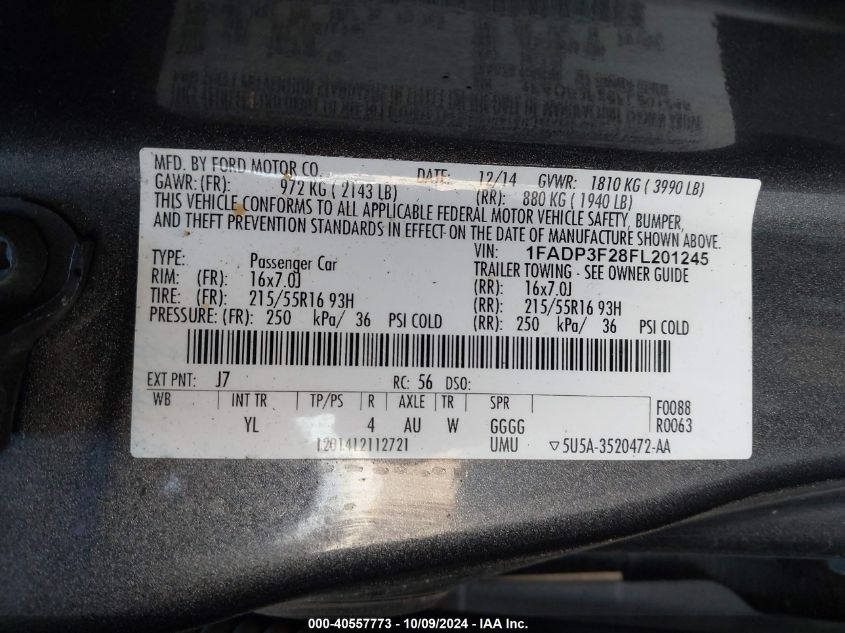 MFD. BY FORD MOTOR CO. DATE: 12/14 GVWR: 1810 KG ( 3990 LB)
GAWR: (FR): 972 KG ( 2143 LB) (RR): 880 KG ( 1940 LB)
THIS VEHICLE CONFORMS TO ALL APPLICABLE FEDERAL MOTOR VEHICLE SAFETY, BUMPER,
AND THEFT PREVENTION STANDARDS IN EFFECT ON THE DATE OF MANUFACTURE SHOWN ABOVE.
VIN: 1FADP3F28FL201245
TYPE: Passenger Car TRAILER TOWING - SEE OWNER GUIDE
RIM: (FR): 16x7.0J (RR): 16x7.0J
TIRE: (FR): 215/55R16 93H (RR): 215/55R16 93H
PRESSURE: (FR): 250 kPa/ 36 PSI COLD (RR): 250 kPa/ 36 PSI COLD
EXT PNT: J7 RC: 56 DSO:
WB INT TR TP/PS R AXLE TR SPR F0088
YL 4 AU W GGGG R0063
1201412112721 UMU ▽5U5A-3520472-AA
000-40557773 - 10/09/2024 - IAA Inc.